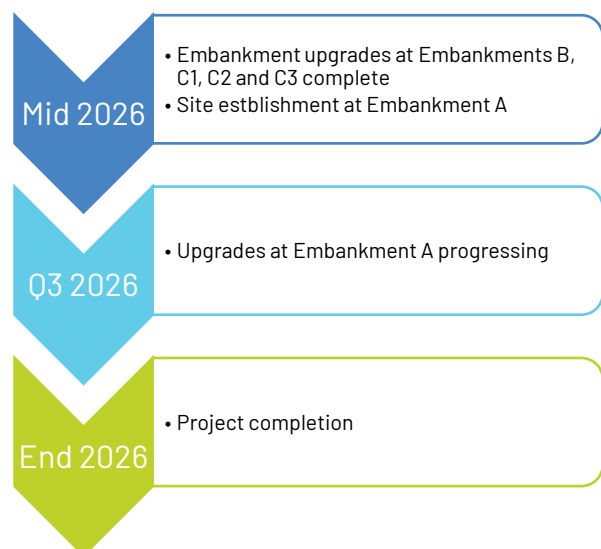 Mid 2026
• Embankment upgrades at Embankments B,
C1, C2 and C3 complete
• Site estblishment at Embankment A
Q3 2026
• Upgrades at Embankment A progressing
End 2026
• Project completion